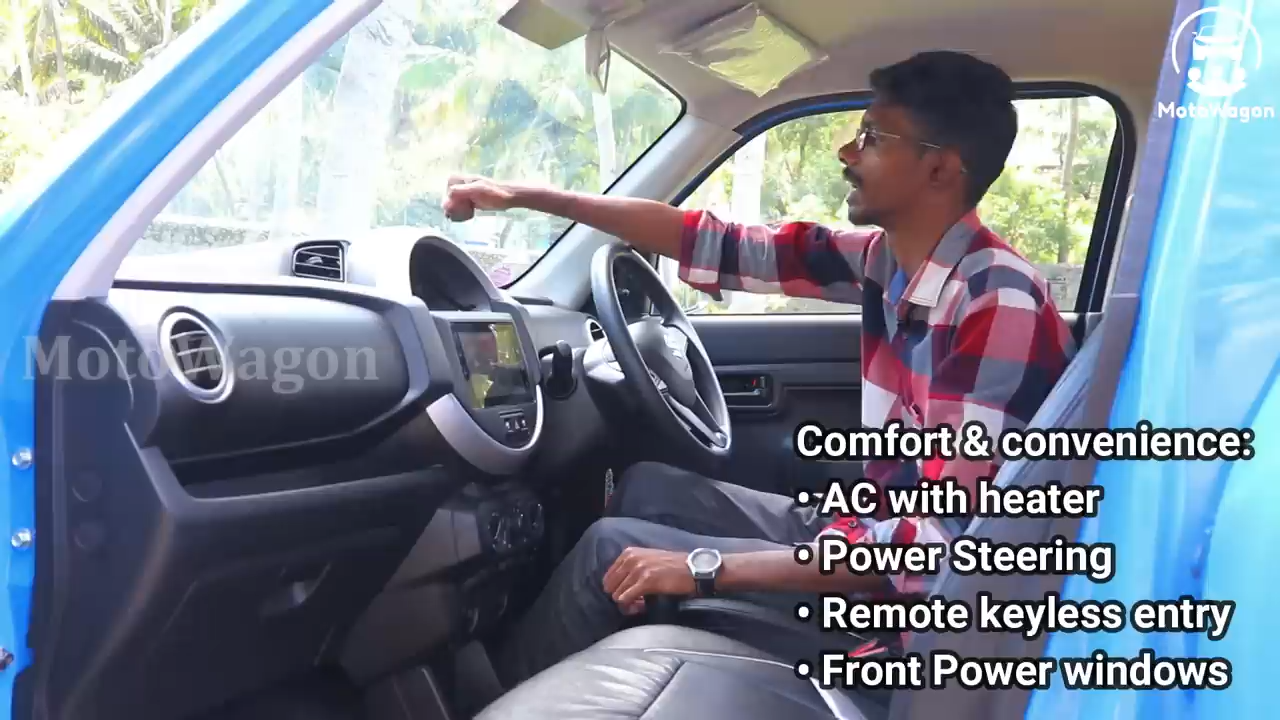 MotoWagon
MotoWagon
Comfort & convenience:
• AC with heater
• Power Steering
• Remote keyless entry
• Front Power windows